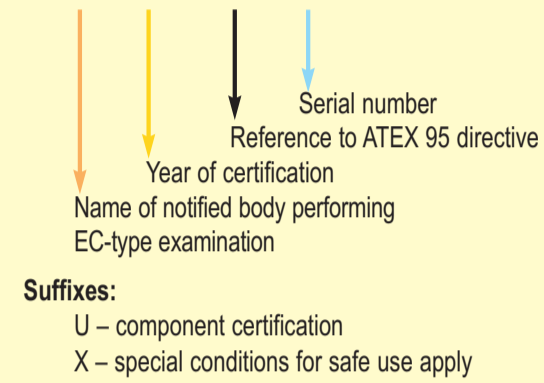 Serial number
Reference to ATEX 95 directive
Year of certification
Name of notified body performing
EC-type examination
Suffixes:
U – component certification
X – special conditions for safe use apply